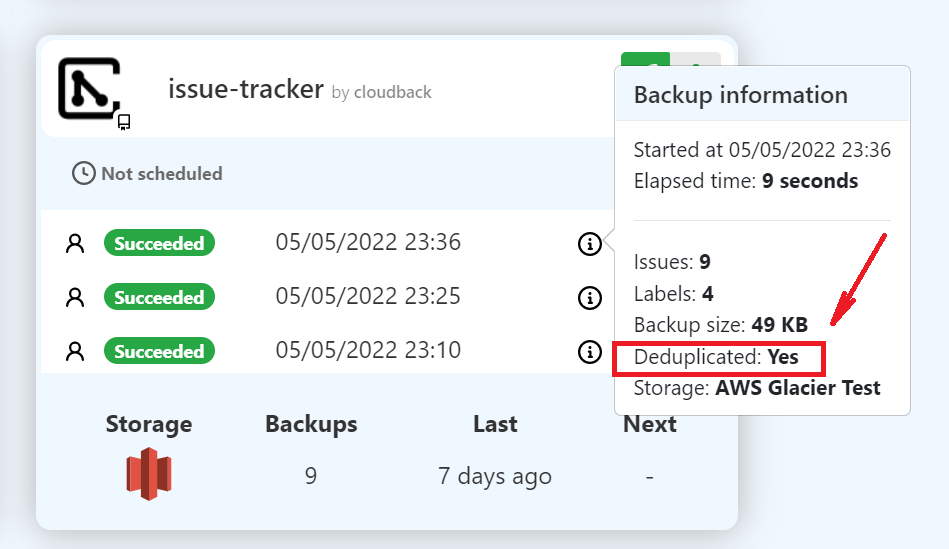 issue-tracker by cloudback
Not scheduled
Succeeded 05/05/2022 23:36
Succeeded 05/05/2022 23:25
Succeeded 05/05/2022 23:10
Storage Backups Last Next
9 7 days ago -
Backup information
Started at 05/05/2022 23:36
Elapsed time: 9 seconds
Issues: 9
Labels: 4
Backup size: 49 KB
Deduplicated: Yes
Storage: AWS Glacier Test